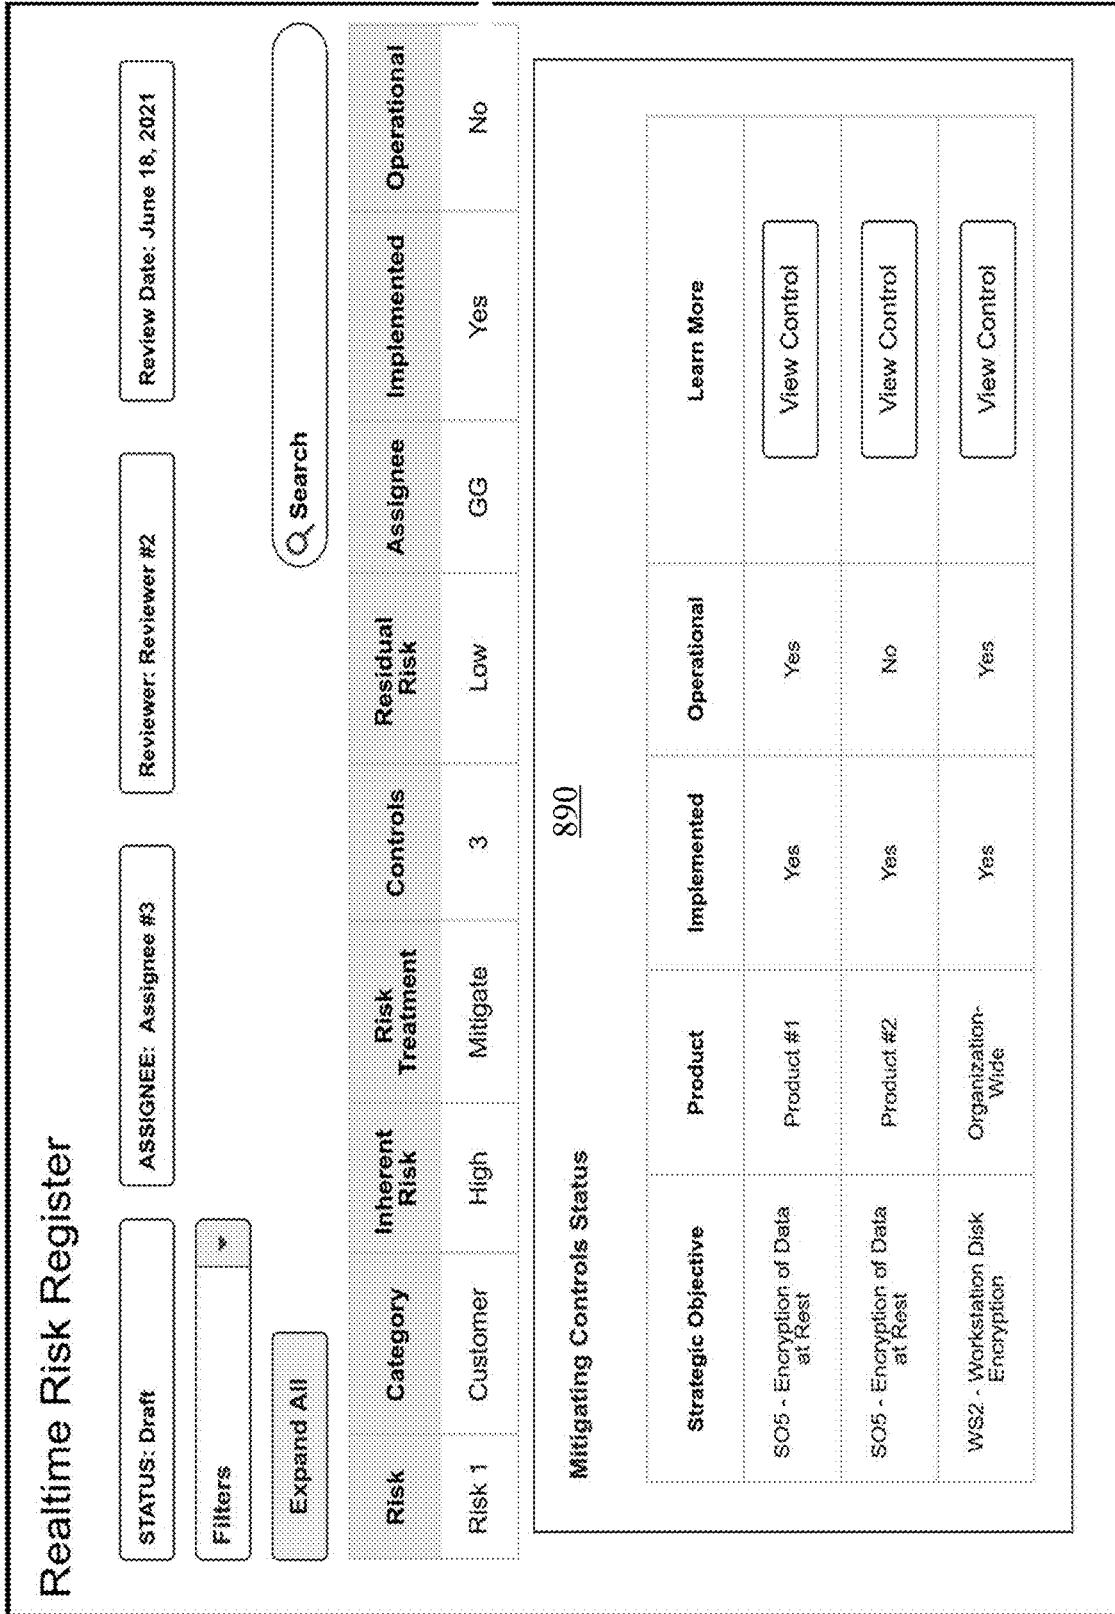 Realtime Risk Register
STATUS: Draft
ASSIGNEE: Assignee #3
Reviewer: Reviewer #2
Review Date: June 18, 2021
Filters
Expand All
Search
Risk
Category
Inherent
Risk
Risk
Treatment
Controls
Residual
Risk
Assignee
Implemented
Operational
Risk 1
Customer
High
Mitigate
3
Low
GG
Yes
No
890
Mitigating Controls Status
Strategic Objective
Product
Implemented
Operational
Learn More
SO5 - Encryption of Data
at Rest
Product #1
Yes
Yes
View Control
SO5 - Encryption of Data
at Rest
Product #2
Yes
No
View Control
WS2 - Workstation Disk
Encryption
Organization-
Wide
Yes
Yes
View Control